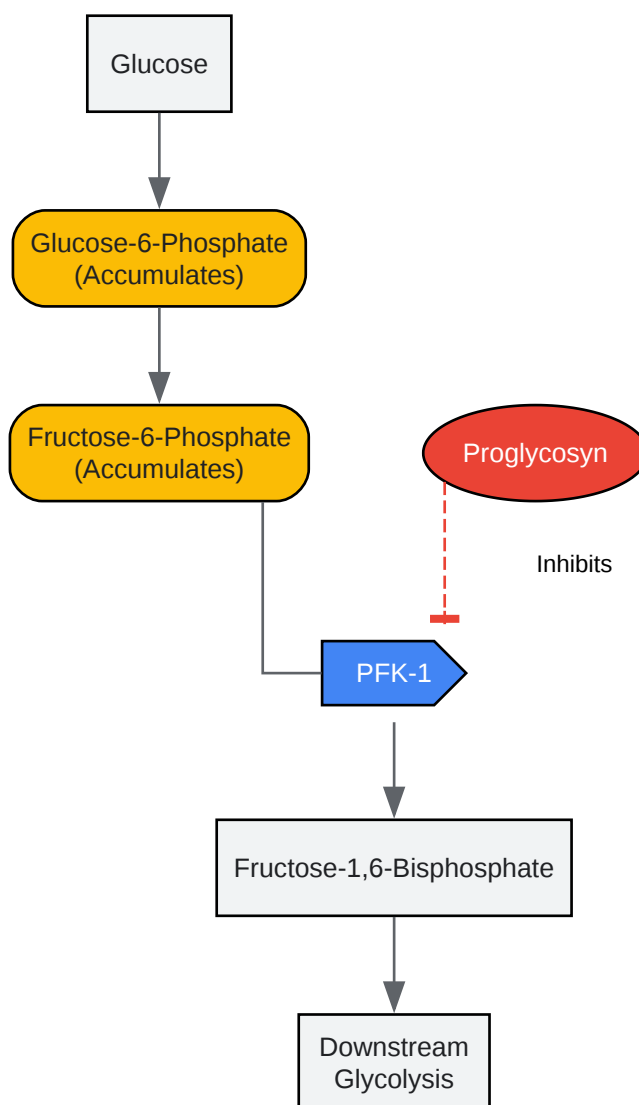 Glucose
Glucose-6-Phosphate
(Accumulates)
Fructose-6-Phosphate
(Accumulates)
Proglycosyn
Inhibits
PFK-1
Fructose-1,6-Bisphosphate
Downstream
Glycolysis